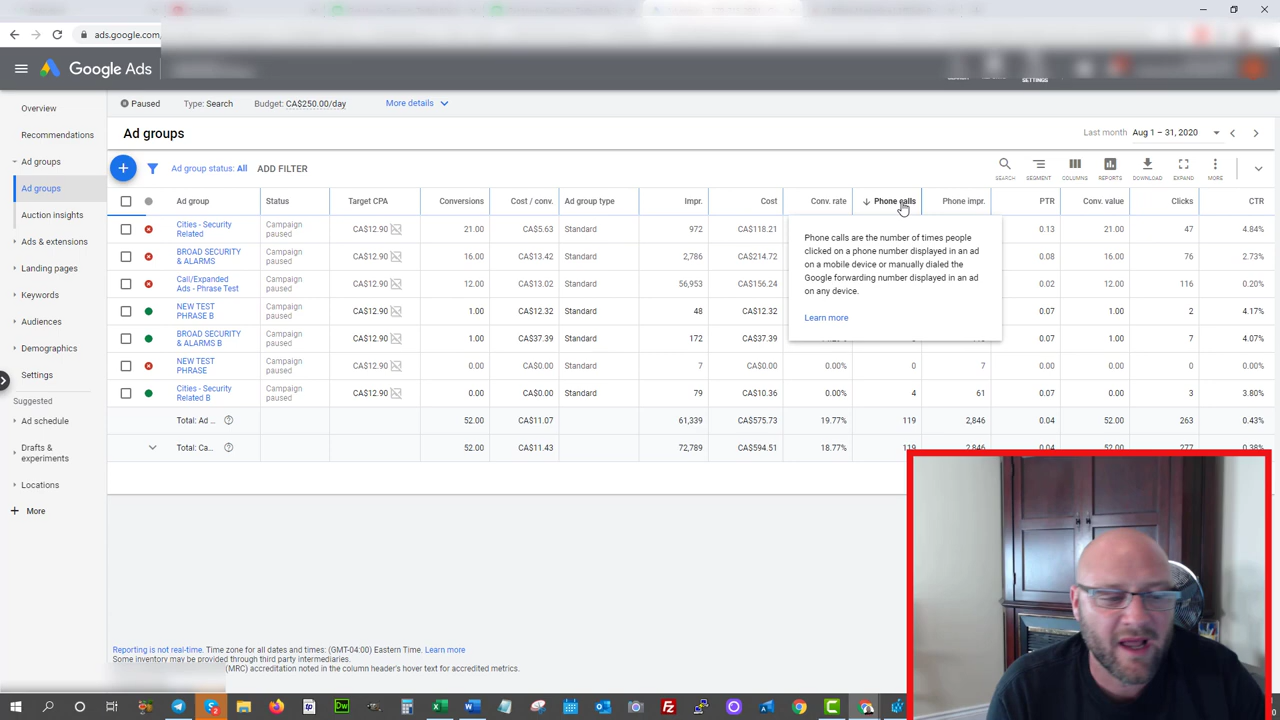 ads.google.com
Google Ads
SETTINGS
Overview
Recommendations
Ad groups
Ad groups
Auction insights
Ads & extensions
Landing pages
Keywords
Audiences
Demographics
Settings
Suggested
Ad schedule
Drafts & experiments
Locations
More
Paused Type: Search Budget: CA$250.00/day More details
Ad groups Last month Aug 1 – 31, 2020
Ad group status: All ADD FILTER SEARCH SEGMENT COLUMNS REPORTS DOWNLOAD EXPAND MORE
Ad group Status Target CPA Conversions Cost / conv. Ad group type Impr. Cost Conv. rate Phone calls Phone impr. PTR Conv. value Clicks CTR
Cities - Security Related Campaign paused CA$12.90 21.00 CA$5.63 Standard 972 CA$118.21 0.13 21.00 47 4.84%
BROAD SECURITY & ALARMS Campaign paused CA$12.90 16.00 CA$13.42 Standard 2,786 CA$214.72 0.08 16.00 76 2.73%
Call/Expanded Ads - Phrase Test Campaign paused CA$12.90 12.00 CA$13.02 Standard 56,953 CA$156.24 0.02 12.00 116 0.20%
NEW TEST PHRASE B Campaign paused CA$12.90 1.00 CA$12.32 Standard 48 CA$12.32 0.07 1.00 2 4.17%
BROAD SECURITY & ALARMS B Campaign paused CA$12.90 1.00 CA$37.39 Standard 172 CA$37.39 0.07 1.00 7 4.07%
NEW TEST PHRASE Campaign paused CA$12.90 0.00 CA$0.00 Standard 7 CA$0.00 0.00% 0 7 0.00 0.00 0 0.00%
Cities - Security Related B Campaign paused CA$12.90 0.00 CA$0.00 Standard 79 CA$10.36 0.00% 4 61 0.07 0.00 3 3.80%
Total: Ad ... 52.00 CA$11.07 61,339 CA$575.73 19.77% 119 2,846 0.04 52.00 263 0.43%
Total: Ca... 52.00 CA$11.43 72,789 CA$594.51 18.77% 119 2,846 0.04 52.00 277 0.38%
Phone calls are the number of times people
clicked on a phone number displayed in an ad
on a mobile device or manually dialed the
Google forwarding number displayed in an ad
on any device.
Learn more
Reporting is not real-time. Time zone for all dates and times: (GMT-04:00) Eastern Time. Learn more
Some inventory may be provided through third party intermediaries.
(MRC) accreditation noted in the column header's hover text for accredited metrics.